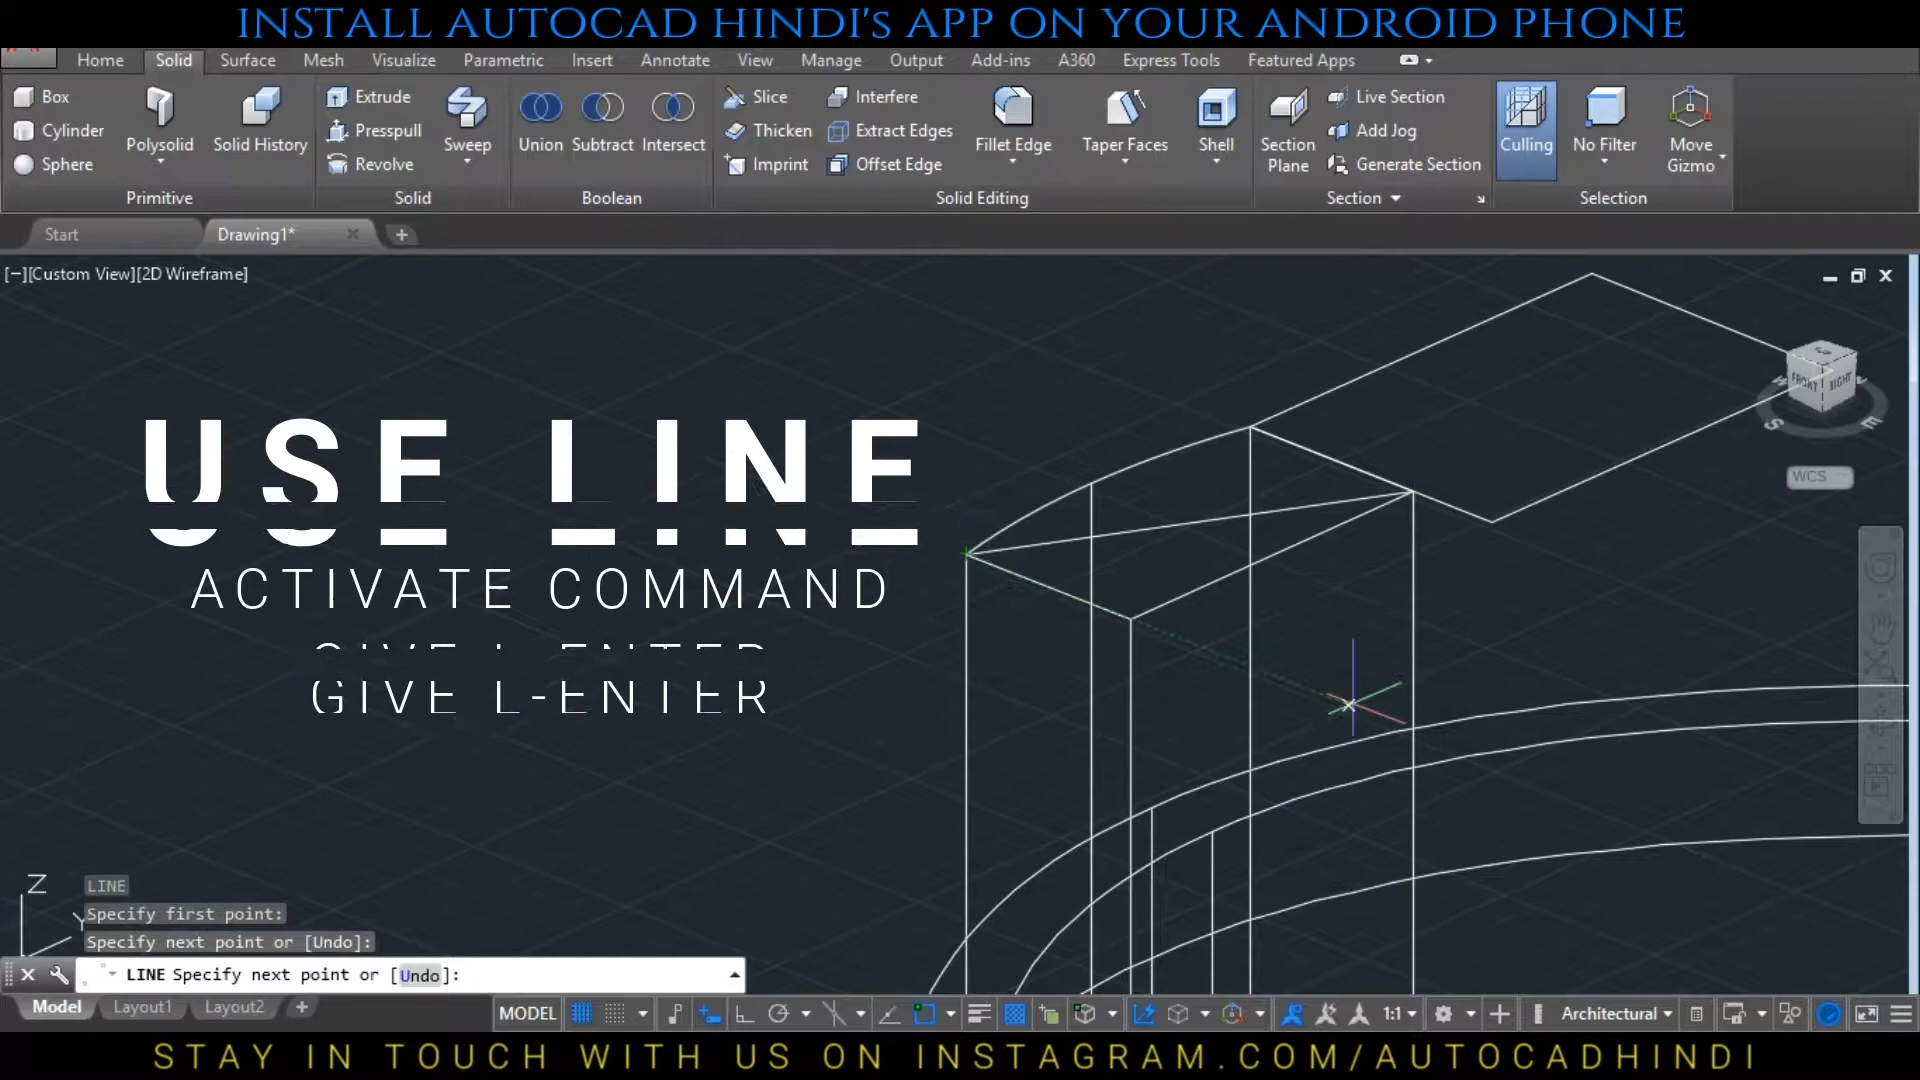 INSTALL AUTOCAD HINDI's APP ON YOUR ANDROID PHONE
Home Solid Surface Mesh Visualize Parametric Insert Annotate View Manage Output Add-ins A360 Express Tools Featured Apps
Box
Cylinder
Sphere
Polysolid
Solid History
Primitive
Extrude
Presspull
Revolve
Sweep
Solid
Union
Subtract
Intersect
Boolean
Slice
Thicken
Imprint
Interfere
Extract Edges
Offset Edge
Fillet Edge
Taper Faces
Shell
Solid Editing
Section
Plane
Live Section
Add Jog
Generate Section
Section
Culling
No Filter
Move
Gizmo
Selection
Start
Drawing1*
[−][Custom View][2D Wireframe]
FRONT
RIGHT
S
E
WCS
USE LINE
ACTIVATE COMMAND
GIVE L-ENTER
Z
Y
LINE
Specify first point:
Specify next point or [Undo]:
LINE Specify next point or [Undo]:
Model Layout1 Layout2
MODEL
1:1
Architectural
STAY IN TOUCH WITH US ON INSTAGRAM.COM/AUTOCADHINDI